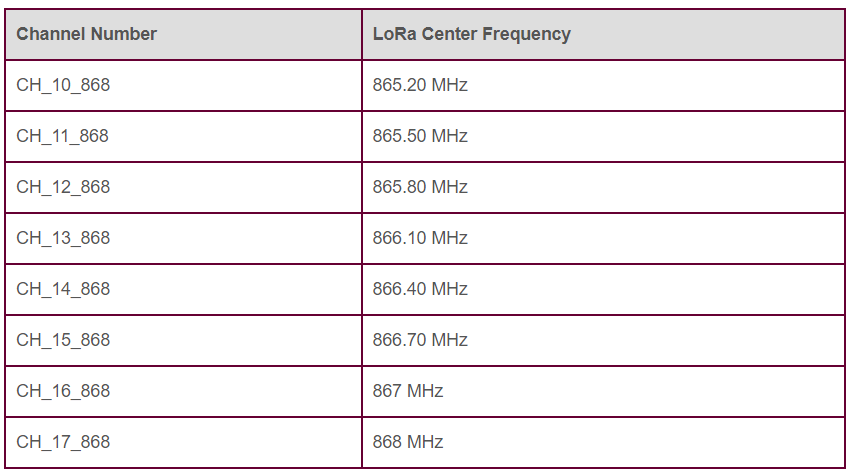 Channel Number LoRa Center Frequency
CH_10_868 865.20 MHz
CH_11_868 865.50 MHz
CH_12_868 865.80 MHz
CH_13_868 866.10 MHz
CH_14_868 866.40 MHz
CH_15_868 866.70 MHz
CH_16_868 867 MHz
CH_17_868 868 MHz